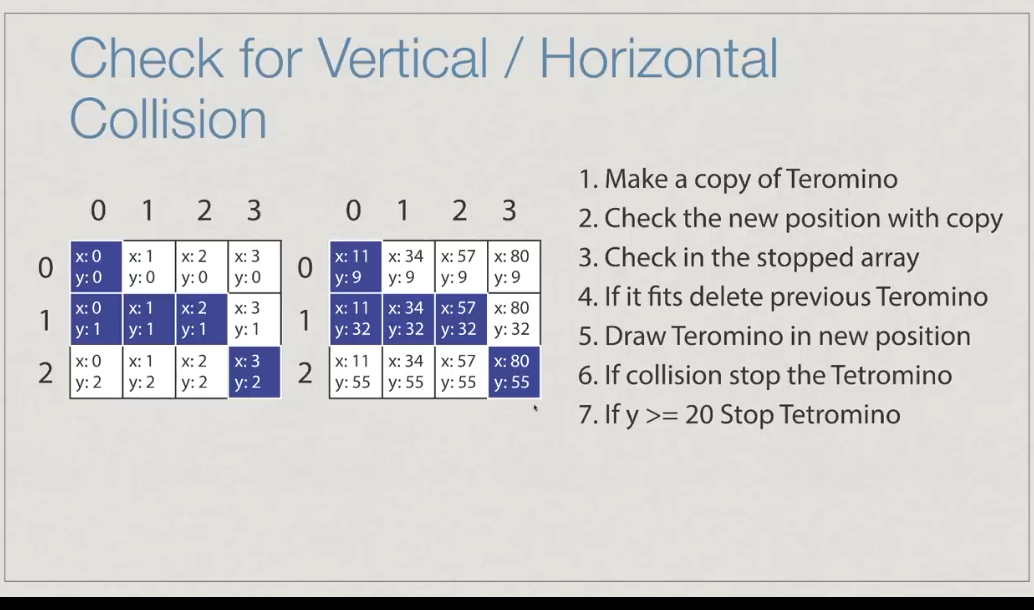 Check for Vertical / Horizontal
Collision
0 1 2 3
0 x: 0 x: 1 x: 2 x: 3
y: 0 y: 0 y: 0 y: 0
1 x: 0 x: 1 x: 2 x: 3
y: 1 y: 1 y: 1 y: 1
2 x: 0 x: 1 x: 2 x: 3
y: 2 y: 2 y: 2 y: 2
0 1 2 3
0 x: 11 x: 34 x: 57 x: 80
y: 9 y: 9 y: 9 y: 9
1 x: 11 x: 34 x: 57 x: 80
y: 32 y: 32 y: 32 y: 32
2 x: 11 x: 34 x: 57 x: 80
y: 55 y: 55 y: 55 y: 55
1. Make a copy of Teromino
2. Check the new position with copy
3. Check in the stopped array
4. If it fits delete previous Teromino
5. Draw Teromino in new position
6. If collision stop the Tetromino
7. If y >= 20 Stop Tetromino